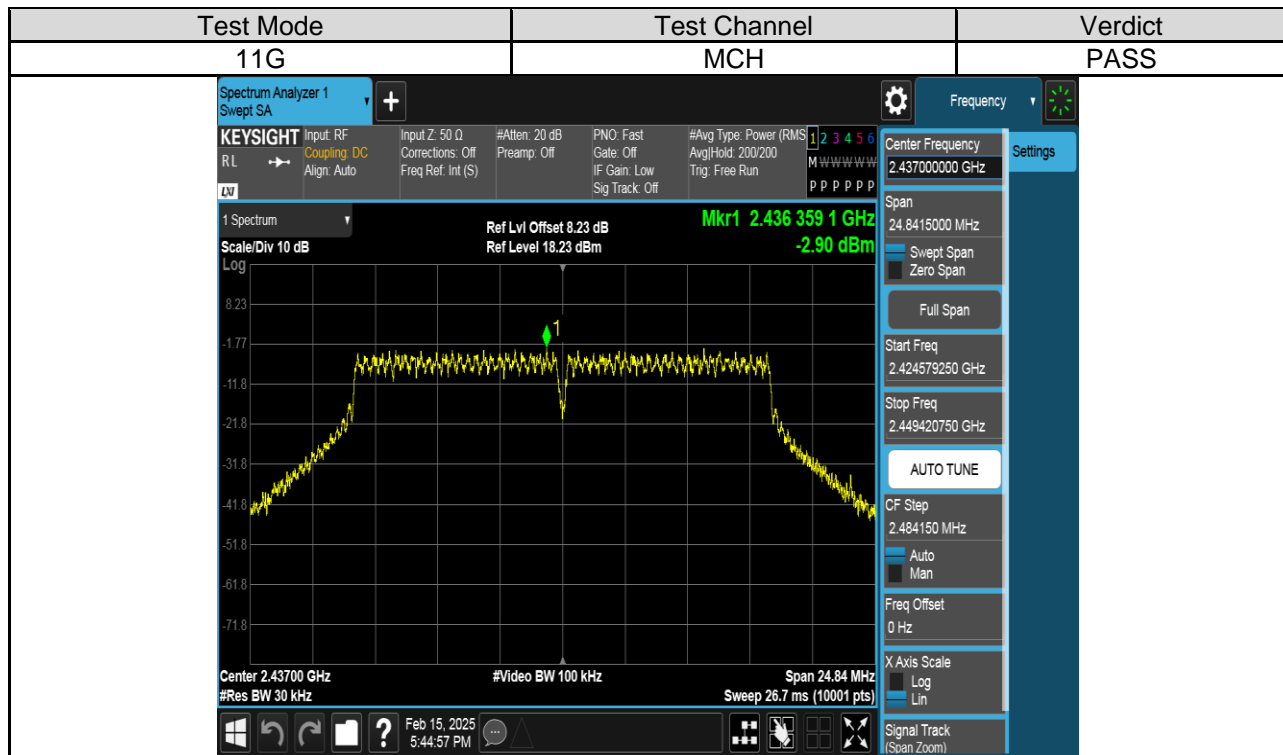 Test Mode Test Channel Verdict
11G MCH PASS
Spectrum Analyzer 1
Swept SA
+
Frequency
KEYSIGHT
RL
LXI
Input: RF
Coupling: DC
Align: Auto
Input Z: 50 Ω
Corrections: Off
Freq Ref: Int (S)
#Atten: 20 dB
Preamp: Off
PNO: Fast
Gate: Off
IF Gain: Low
Sig Track: Off
#Avg Type: Power (RMS
Avg|Hold: 200/200
Trig: Free Run
1 2 3 4 5 6
M W W W W W
P P P P P P
1 Spectrum
Scale/Div 10 dB
Ref Lvl Offset 8.23 dB
Ref Level 18.23 dBm
Mkr1 2.436 359 1 GHz
-2.90 dBm
Log
8.23
-1.77
-11.8
-21.8
-31.8
-41.8
-51.8
-61.8
-71.8
1
Center 2.43700 GHz
#Res BW 30 kHz
#Video BW 100 kHz
Span 24.84 MHz
Sweep 26.7 ms (10001 pts)
?
Feb 15, 2025
5:44:57 PM
Center Frequency
2.437000000 GHz
Span
24.8415000 MHz
Swept Span
Zero Span
Full Span
Start Freq
2.424579250 GHz
Stop Freq
2.449420750 GHz
AUTO TUNE
CF Step
2.484150 MHz
Auto
Man
Freq Offset
0 Hz
X Axis Scale
Log
Lin
Signal Track
(Span Zoom)
Settings